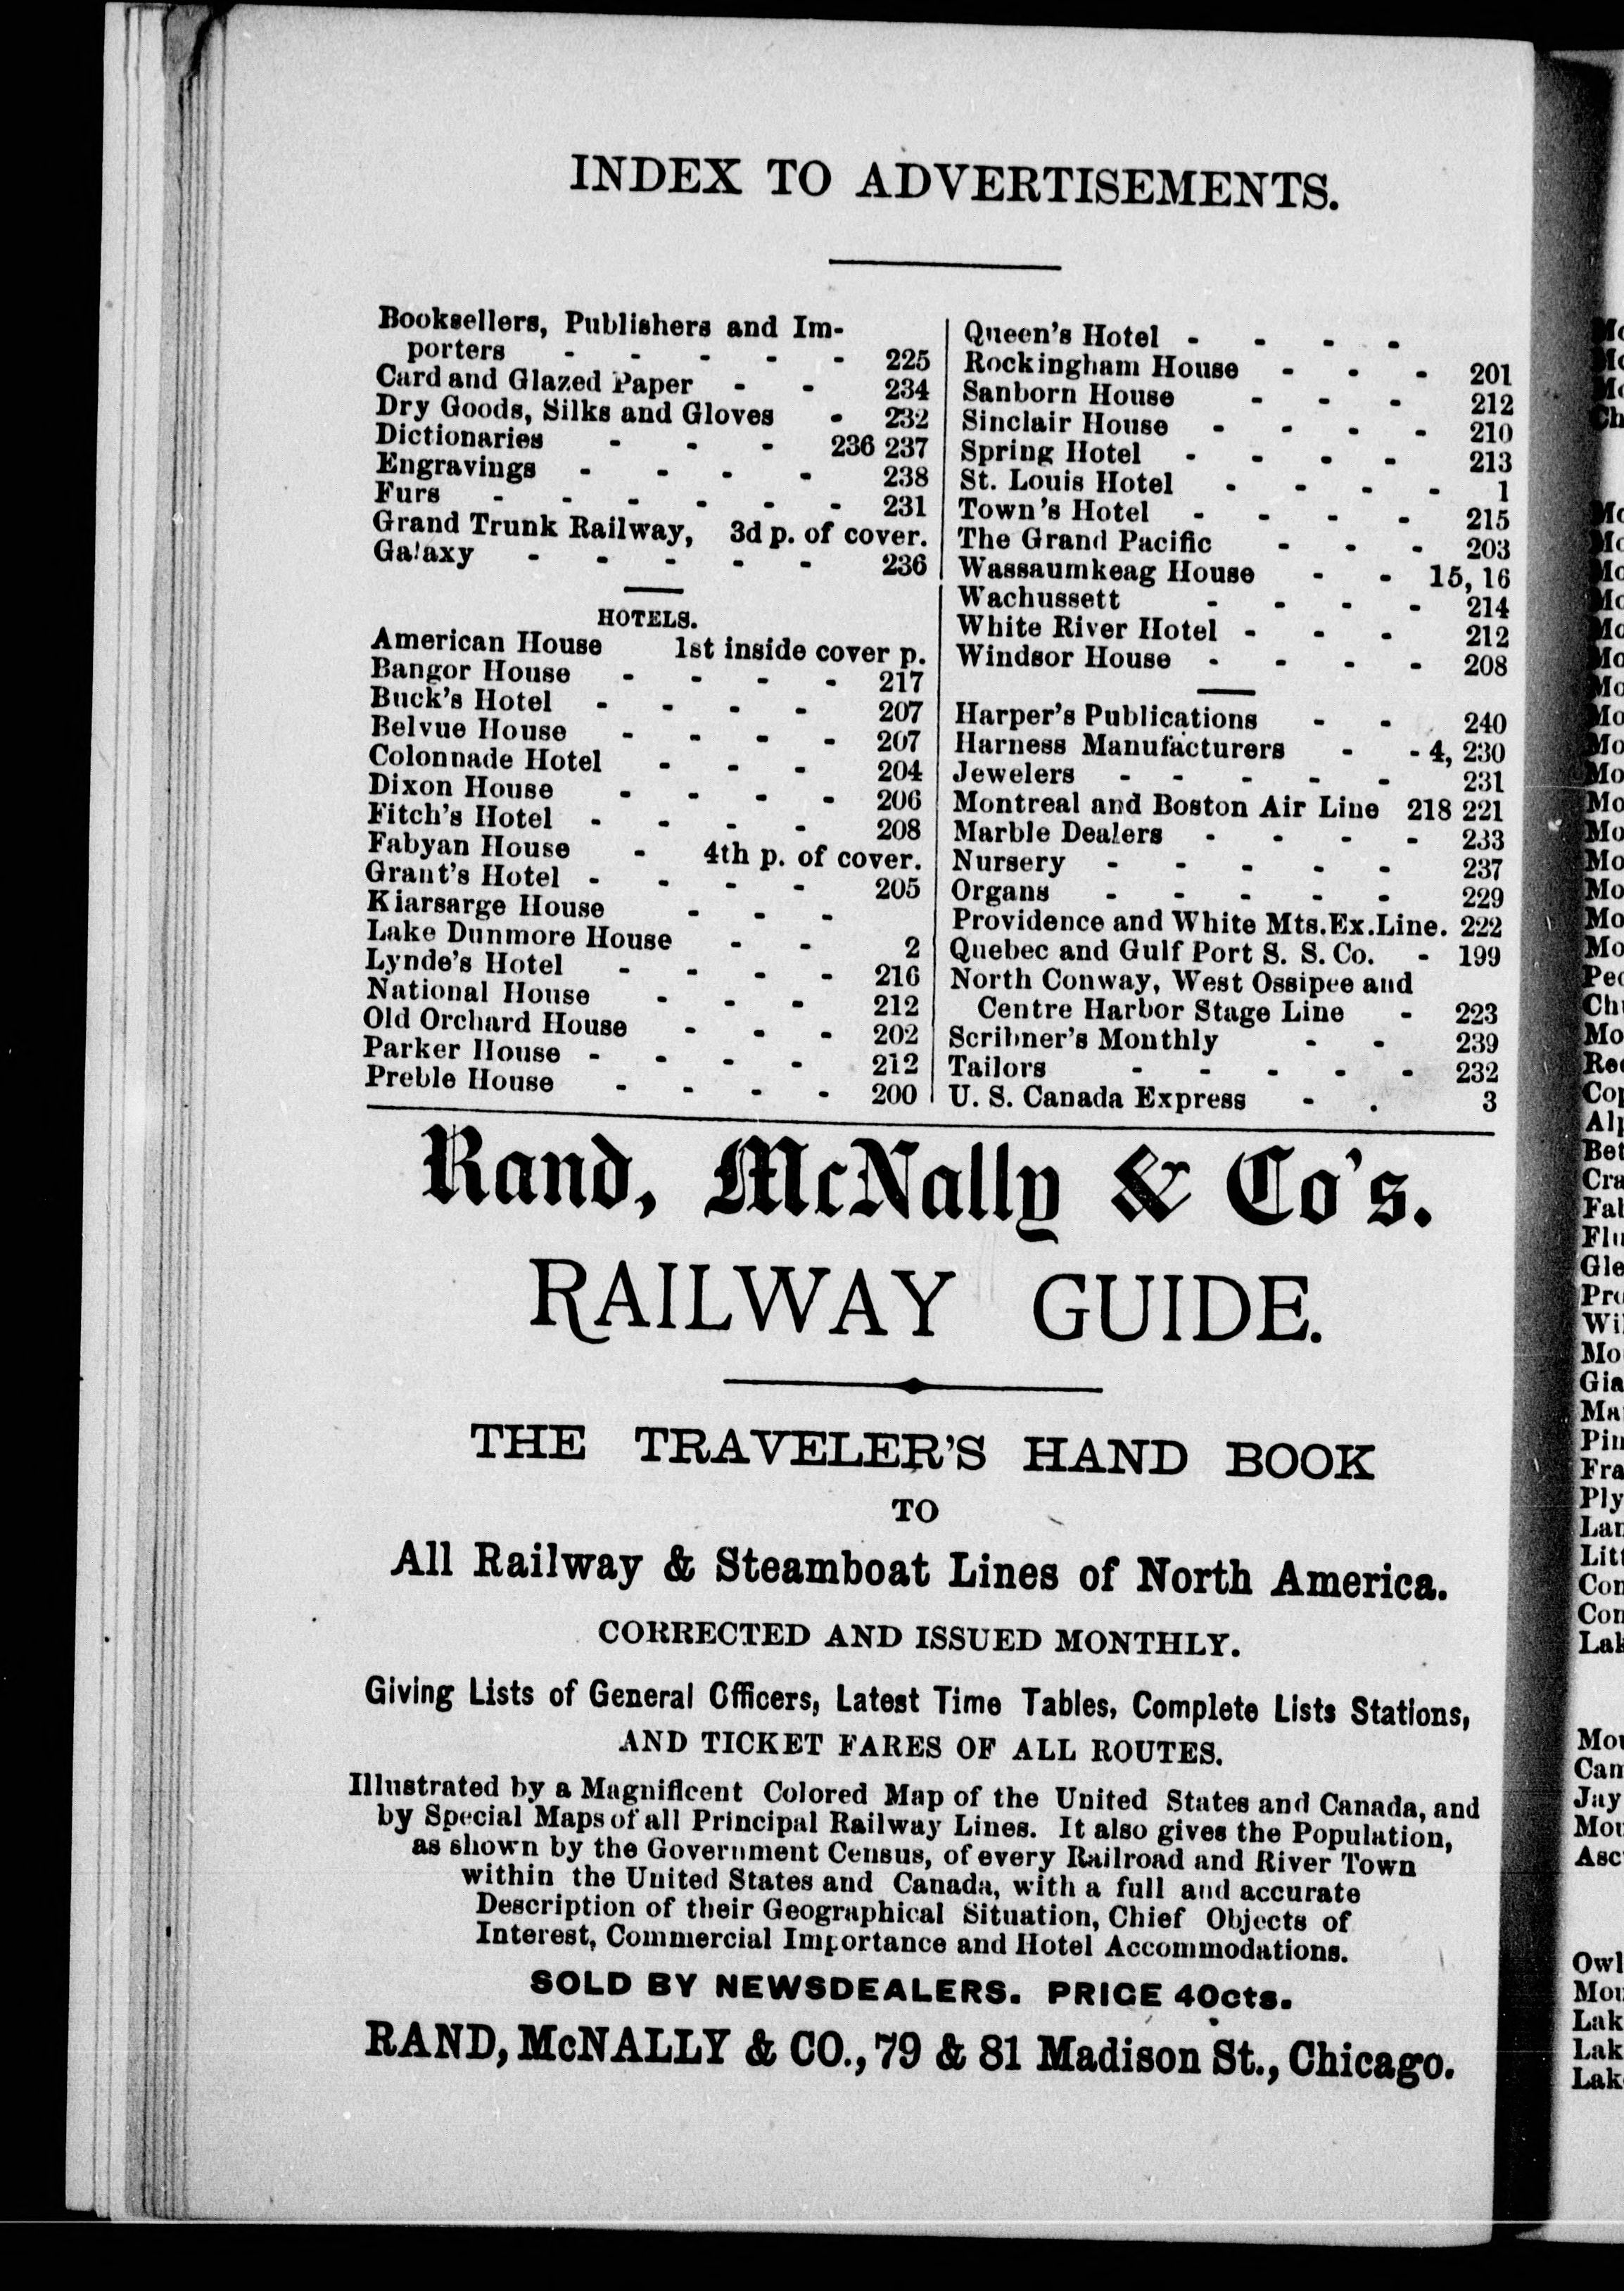 INDEX TO ADVERTISEMENTS.
Booksellers, Publishers and Im-
porters - - - - - 225
Card and Glazed Paper - - 234
Dry Goods, Silks and Gloves - 232
Dictionaries - - - 236 237
Engravings - - - - 238
Furs - - - - - - 231
Grand Trunk Railway, 3d p. of cover.
Galaxy - - - - - 236
HOTELS.
American House 1st inside cover p.
Bangor House - - - - 217
Buck's Hotel - - - - 207
Belvue House - - - - 207
Colonnade Hotel - - - 204
Dixon House - - - - 206
Fitch's Hotel - - - - 208
Fabyan House - 4th p. of cover.
Grant's Hotel - - - - 205
Kiarsarge House - - -
Lake Dunmore House - - 2
Lynde's Hotel - - - - 216
National House - - - 212
Old Orchard House - - - 202
Parker House - - - - 212
Preble House - - - - 200
Queen's Hotel - - - -
Rockingham House - - - 201
Sanborn House - - - 212
Sinclair House - - - - 210
Spring Hotel - - - - 213
St. Louis Hotel - - - - 1
Town's Hotel - - - - 215
The Grand Pacific - - - 203
Wassaumkeag House - - 15, 16
Wachussett - - - - 214
White River Hotel - - - 212
Windsor House - - - - 208
Harper's Publications - - 240
Harness Manufacturers - - 4, 230
Jewelers - - - - - 231
Montreal and Boston Air Line 218 221
Marble Dealers - - - - 233
Nursery - - - - - 237
Organs - - - - - 229
Providence and White Mts.Ex.Line. 222
Quebec and Gulf Port S. S. Co. - 199
North Conway, West Ossipee and
Centre Harbor Stage Line - 223
Scribner's Monthly - - 239
Tailors - - - - - 232
U. S. Canada Express - . 3
Rand, McNally & Co's.
RAILWAY GUIDE.
THE TRAVELER'S HAND BOOK
TO
All Railway & Steamboat Lines of North America.
CORRECTED AND ISSUED MONTHLY.
Giving Lists of General Officers, Latest Time Tables, Complete Lists Stations,
AND TICKET FARES OF ALL ROUTES.
Illustrated by a Magnificent Colored Map of the United States and Canada, and
by Special Maps of all Principal Railway Lines. It also gives the Population,
as shown by the Government Census, of every Railroad and River Town
within the United States and Canada, with a full and accurate
Description of their Geographical Situation, Chief Objects of
Interest, Commercial Importance and Hotel Accommodations.
SOLD BY NEWSDEALERS. PRICE 40cts.
RAND, McNALLY & CO., 79 & 81 Madison St., Chicago.